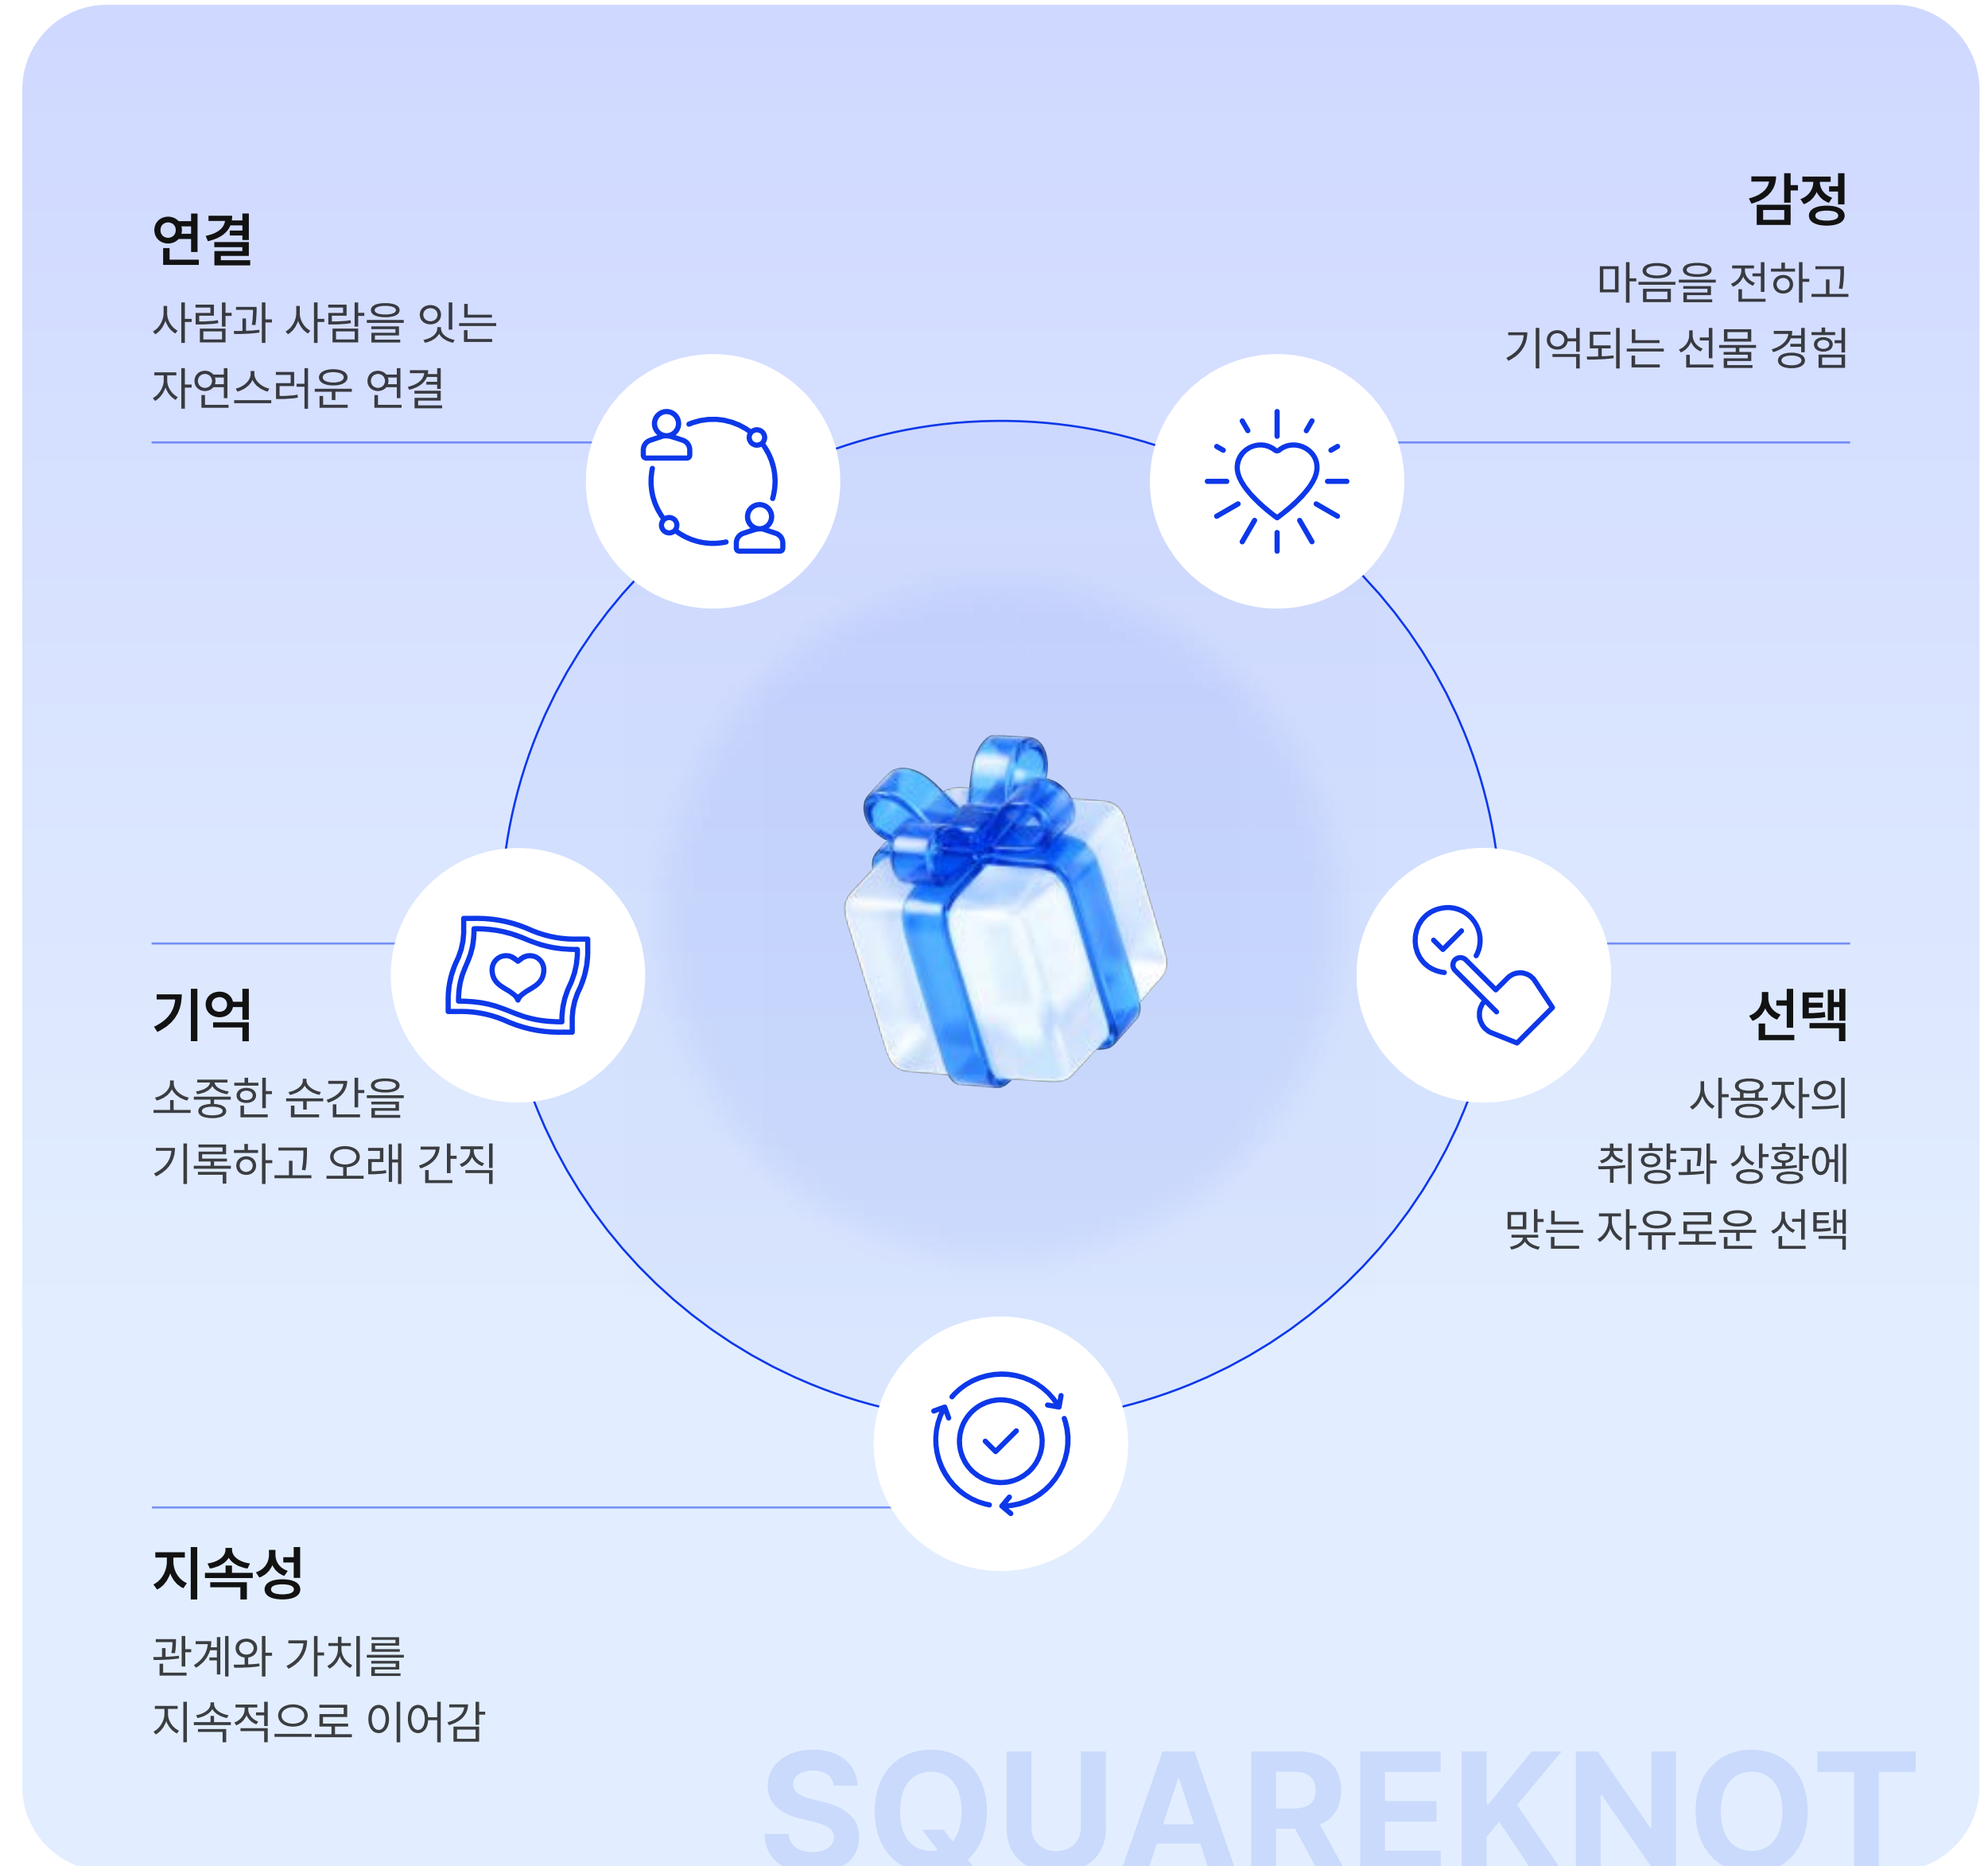 연결
사람과 사람을 잇는
자연스러운 연결
감정
마음을 전하고
기억되는 선물 경험
기억
소중한 순간을
기록하고 오래 간직
선택
사용자의
취향과 상황에
맞는 자유로운 선택
지속성
관계와 가치를
지속적으로 이어감
SQUAREKNOT